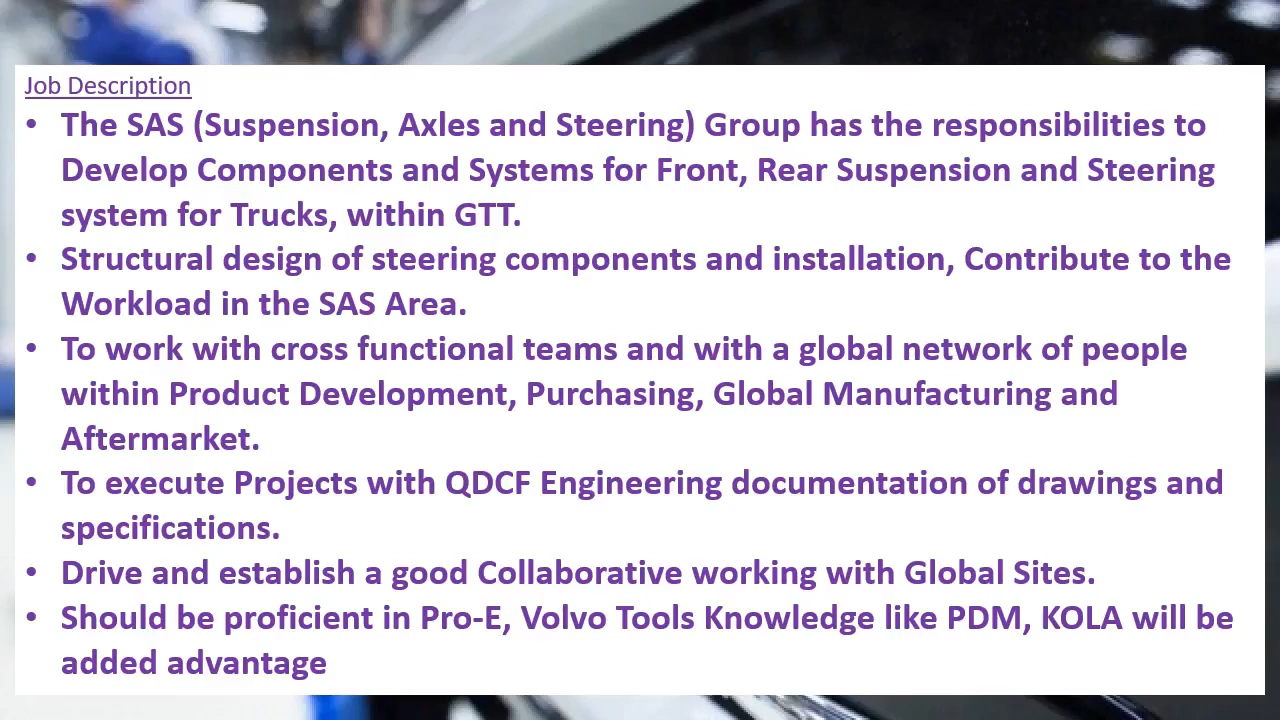 Job Description
• The SAS (Suspension, Axles and Steering) Group has the responsibilities to
Develop Components and Systems for Front, Rear Suspension and Steering
system for Trucks, within GTT.
• Structural design of steering components and installation, Contribute to the
Workload in the SAS Area.
• To work with cross functional teams and with a global network of people
within Product Development, Purchasing, Global Manufacturing and
Aftermarket.
• To execute Projects with QDCF Engineering documentation of drawings and
specifications.
• Drive and establish a good Collaborative working with Global Sites.
• Should be proficient in Pro-E, Volvo Tools Knowledge like PDM, KOLA will be
added advantage